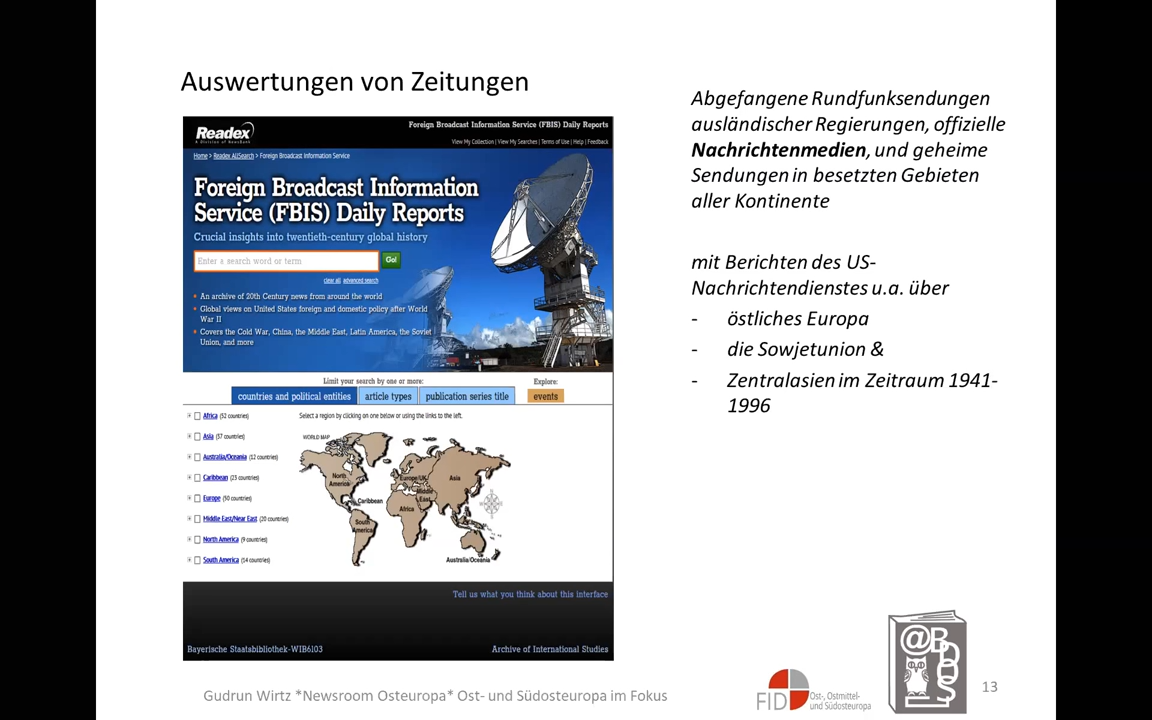 Auswertungen von Zeitungen
Readex
A Division of NewsBank
Foreign Broadcast Information Service (FBIS) Daily Reports
View My Collection | View My Searches | Terms of Use | Help | Feedback
Home > Readex AllSearch > Foreign Broadcast Information Service
Foreign Broadcast Information
Service (FBIS) Daily Reports
Crucial insights into twentieth-century global history
Enter a search word or term
Go!
clear all advanced search
An archive of 20th Century news from around the world
Global views on United States foreign and domestic policy after World
War II
Covers the Cold War, China, the Middle East, Latin America, the Soviet
Union, and more
Limit your search by one or more:
Explore:
countries and political entities
article types
publication series title
events
Select a region by clicking on one below or using the links to the left.
Africa (52 countries)
Asia (37 countries)
Australia/Oceania (12 countries)
Caribbean (23 countries)
Europe (50 countries)
Middle East/Near East (20 countries)
North America (9 countries)
South America (14 countries)
WORLD MAP
North
America
Caribbean
South
America
Europe/UK
Middle
East
Africa
Asia
Australia/Oceania
Tell us what you think about this interface
Bayerische Staatsbibliothek-WIB6103
Archive of International Studies
Abgefangene Rundfunksendungen
ausländischer Regierungen, offizielle
Nachrichtenmedien, und geheime
Sendungen in besetzten Gebieten
aller Kontinente
mit Berichten des US-
Nachrichtendienstes u.a. über
- östliches Europa
- die Sowjetunion &
- Zentralasien im Zeitraum 1941-
1996
Gudrun Wirtz *Newsroom Osteuropa* Ost- und Südosteuropa im Fokus
FID
Ost-, Ostmittel-
und Südosteuropa
@BDOS
13